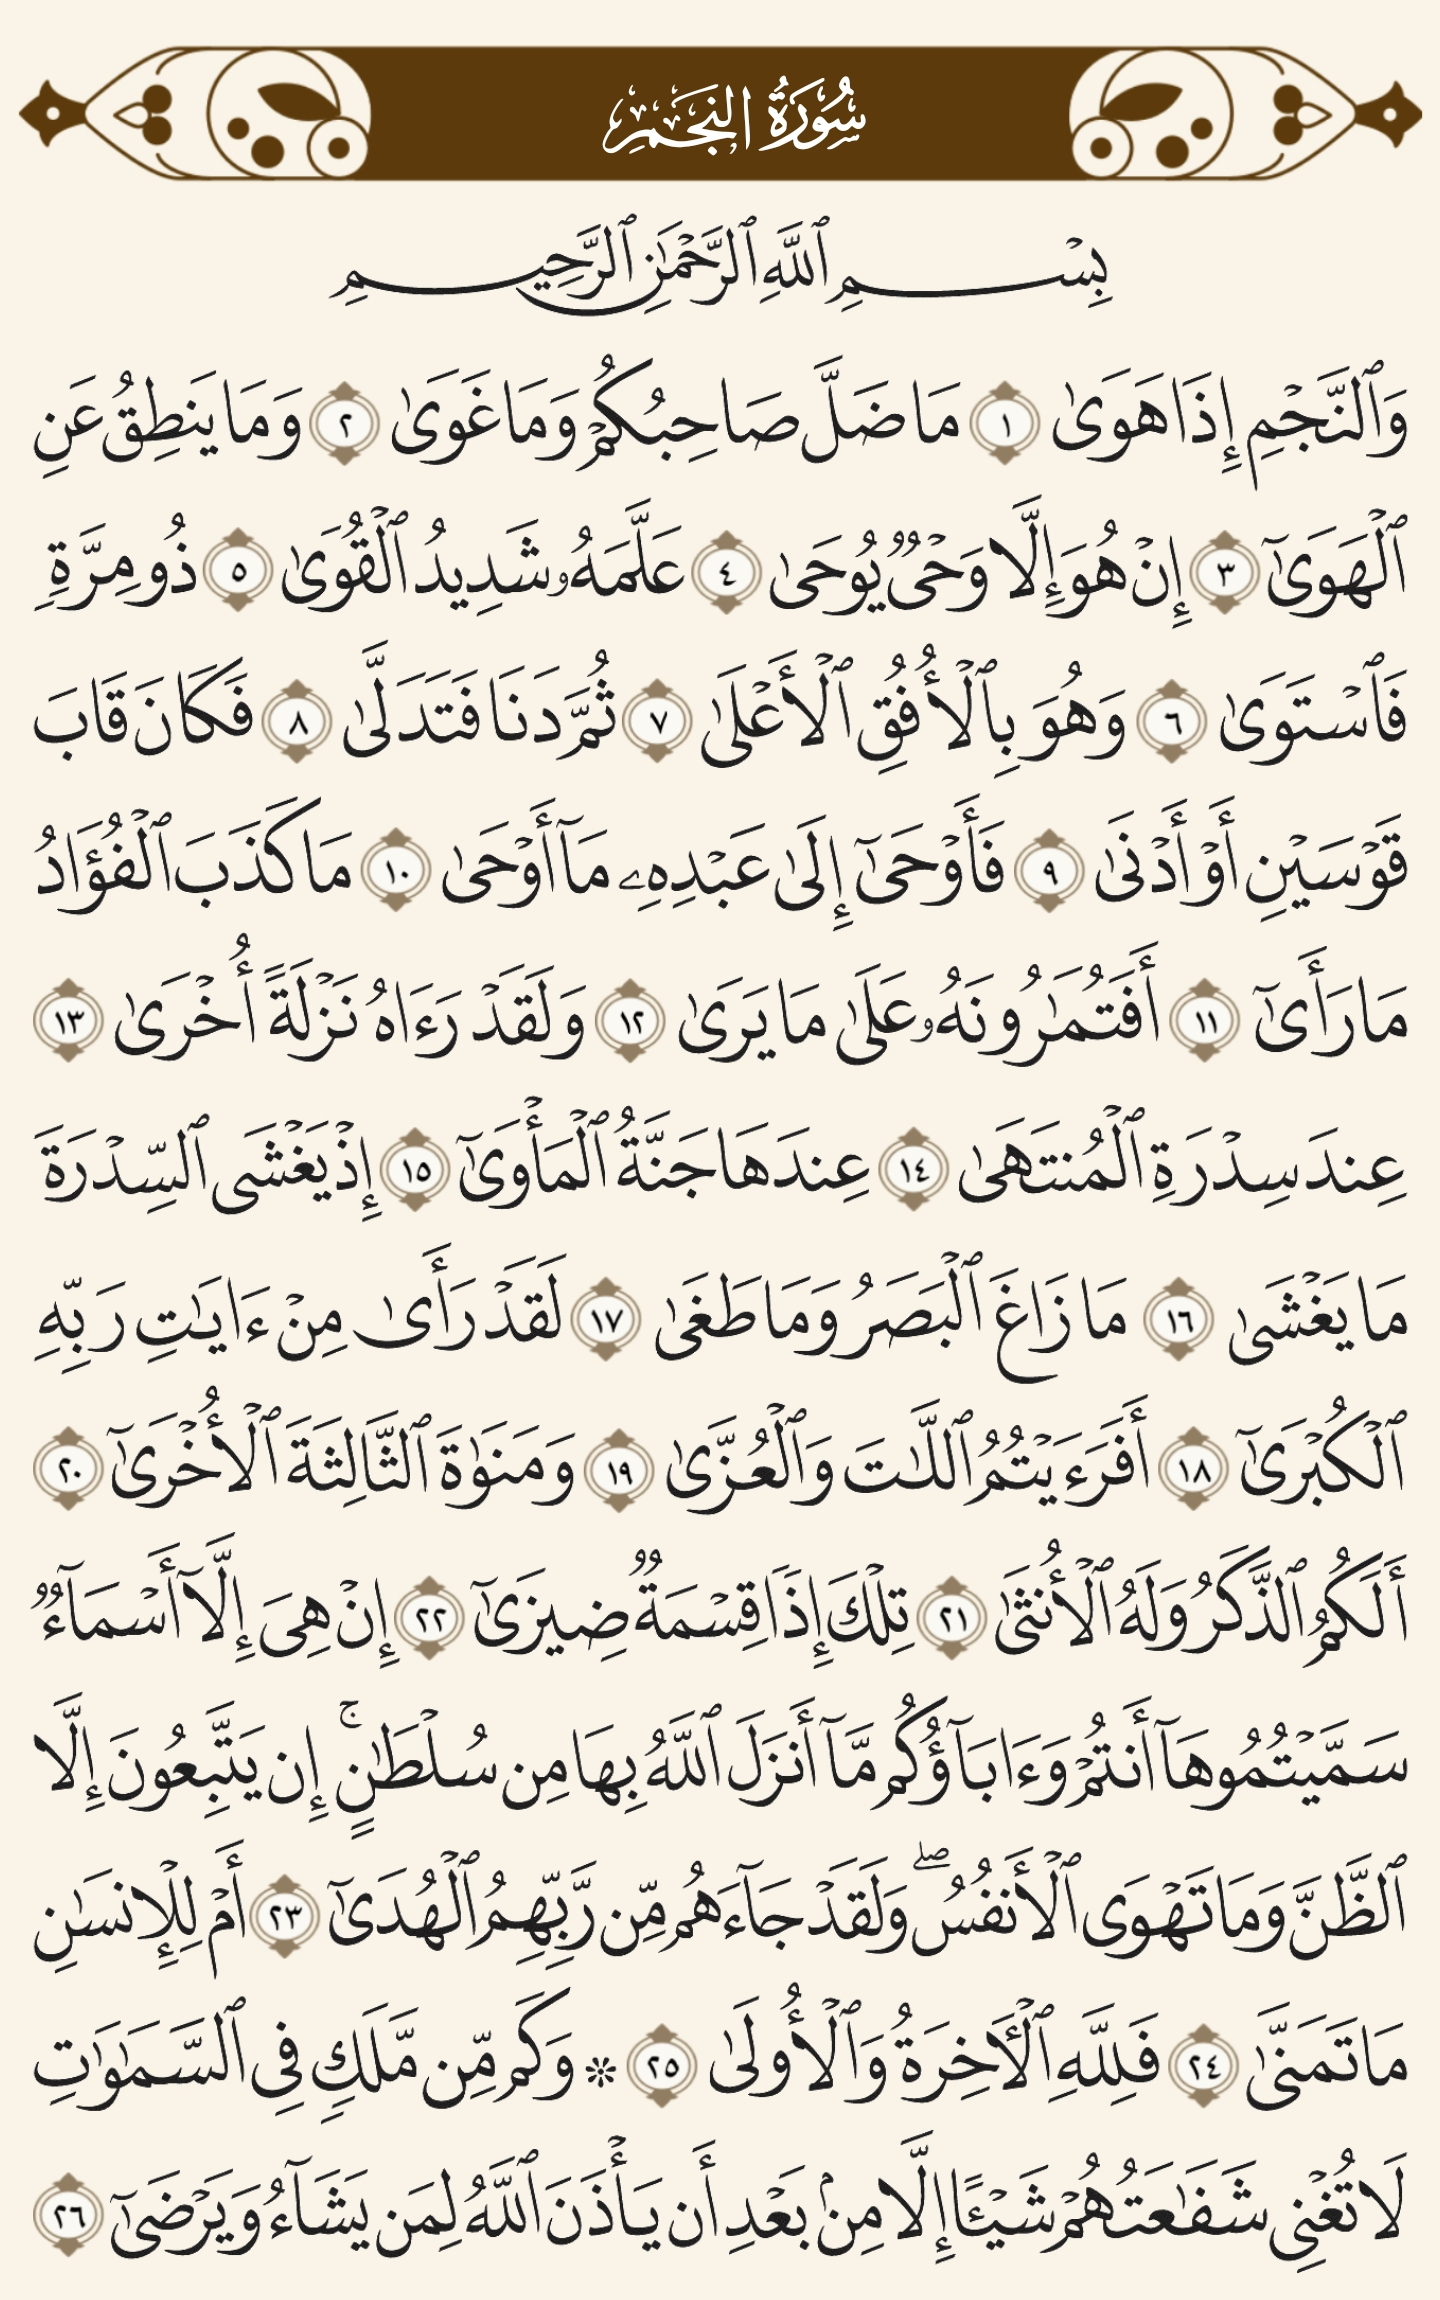 سُورَةُ النَّجْمِ
بِسْمِ ٱللَّهِ ٱلرَّحْمَٰنِ ٱلرَّحِيمِ
وَٱلنَّجْمِ إِذَا هَوَىٰ ١ مَا ضَلَّ صَاحِبُكُمْ وَمَا غَوَىٰ ٢ وَمَا يَنطِقُ عَنِ
ٱلْهَوَىٰٓ ٣ إِنْ هُوَ إِلَّا وَحْىٌ يُوحَىٰ ٤ عَلَّمَهُۥ شَدِيدُ ٱلْقُوَىٰ ٥ ذُو مِرَّةٍ
فَٱسْتَوَىٰ ٦ وَهُوَ بِٱلْأُفُقِ ٱلْأَعْلَىٰ ٧ ثُمَّ دَنَا فَتَدَلَّىٰ ٨ فَكَانَ قَابَ
قَوْسَيْنِ أَوْ أَدْنَىٰ ٩ فَأَوْحَىٰٓ إِلَىٰ عَبْدِهِۦ مَآ أَوْحَىٰ ١٠ مَا كَذَبَ ٱلْفُؤَادُ
مَا رَأَىٰٓ ١١ أَفَتُمَٰرُونَهُۥ عَلَىٰ مَا يَرَىٰ ١٢ وَلَقَدْ رَءَاهُ نَزْلَةً أُخْرَىٰ ١٣
عِندَ سِدْرَةِ ٱلْمُنتَهَىٰ ١٤ عِندَهَا جَنَّةُ ٱلْمَأْوَىٰٓ ١٥ إِذْ يَغْشَى ٱلسِّدْرَةَ
مَا يَغْشَىٰ ١٦ مَا زَاغَ ٱلْبَصَرُ وَمَا طَغَىٰ ١٧ لَقَدْ رَأَىٰ مِنْ ءَايَٰتِ رَبِّهِ
ٱلْكُبْرَىٰٓ ١٨ أَفَرَءَيْتُمُ ٱللَّٰتَ وَٱلْعُزَّىٰ ١٩ وَمَنَوٰةَ ٱلثَّالِثَةَ ٱلْأُخْرَىٰٓ ٢٠
أَلَكُمُ ٱلذَّكَرُ وَلَهُ ٱلْأُنثَىٰ ٢١ تِلْكَ إِذًا قِسْمَةٌ ضِيزَىٰٓ ٢٢ إِنْ هِىَ إِلَّآ أَسْمَآءٌ
سَمَّيْتُمُوهَآ أَنتُمْ وَءَابَآؤُكُم مَّآ أَنزَلَ ٱللَّهُ بِهَا مِن سُلْطَٰنٍ ۚ إِن يَتَّبِعُونَ إِلَّا
ٱلظَّنَّ وَمَا تَهْوَى ٱلْأَنفُسُ ۖ وَلَقَدْ جَآءَهُم مِّن رَّبِّهِمُ ٱلْهُدَىٰٓ ٢٣ أَمْ لِلْإِنسَٰنِ
مَا تَمَنَّىٰ ٢٤ فَلِلَّهِ ٱلْـَٔاخِرَةُ وَٱلْأُولَىٰ ٢٥ ۞ وَكَم مِّن مَّلَكٍ فِى ٱلسَّمَٰوَٰتِ
لَا تُغْنِى شَفَٰعَتُهُمْ شَيْـًٔا إِلَّا مِنۢ بَعْدِ أَن يَأْذَنَ ٱللَّهُ لِمَن يَشَآءُ وَيَرْضَىٰٓ ٢٦